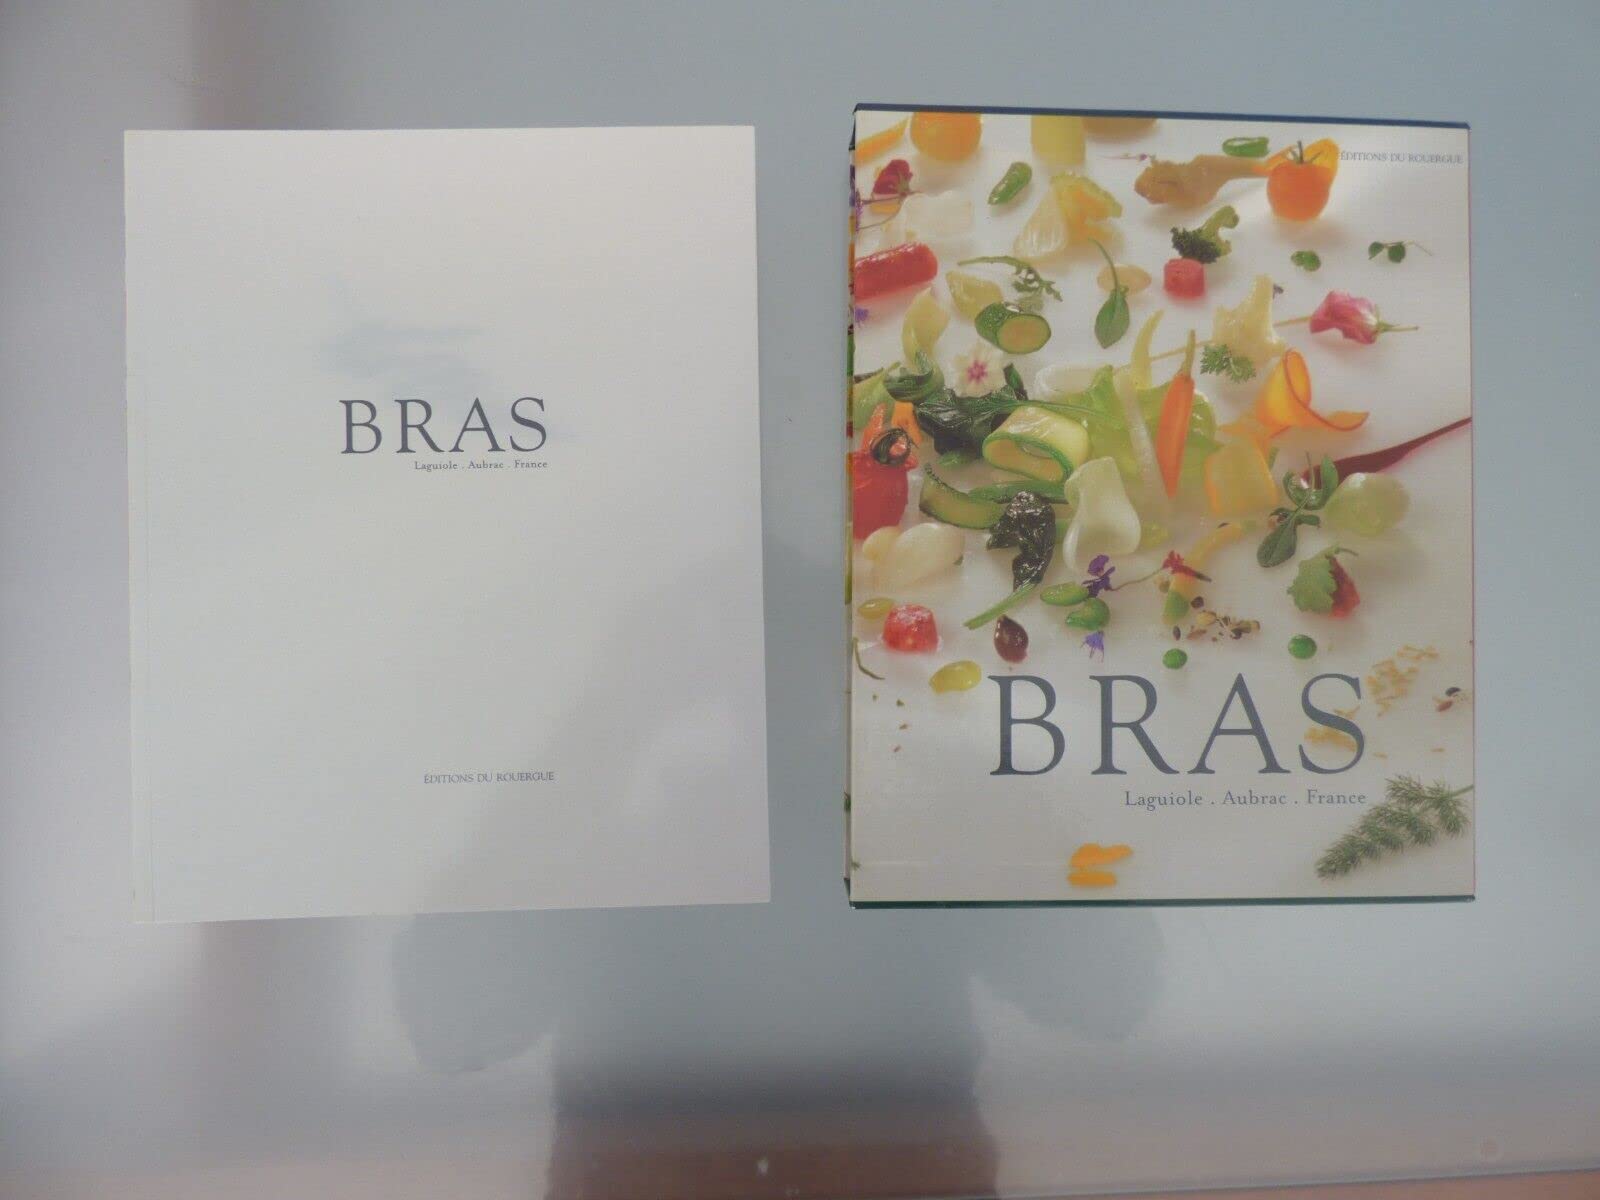 BRAS
Laguiole . Aubrac . France
ÉDITIONS DU ROUERGUE
ÉDITIONS DU ROUERGUE
BRAS
Laguiole . Aubrac . France